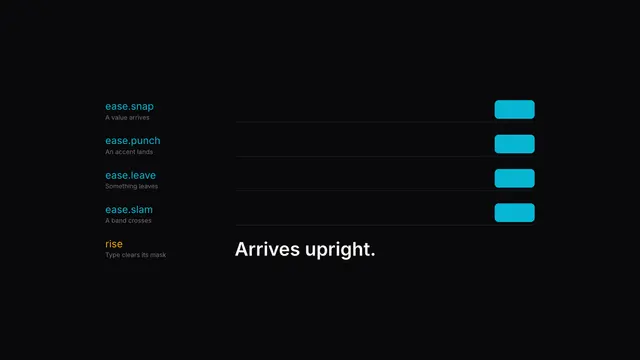 ease.snap
A value arrives
ease.punch
An accent lands
ease.leave
Something leaves
ease.slam
A band crosses
rise
Type clears its mask
Arrives upright.